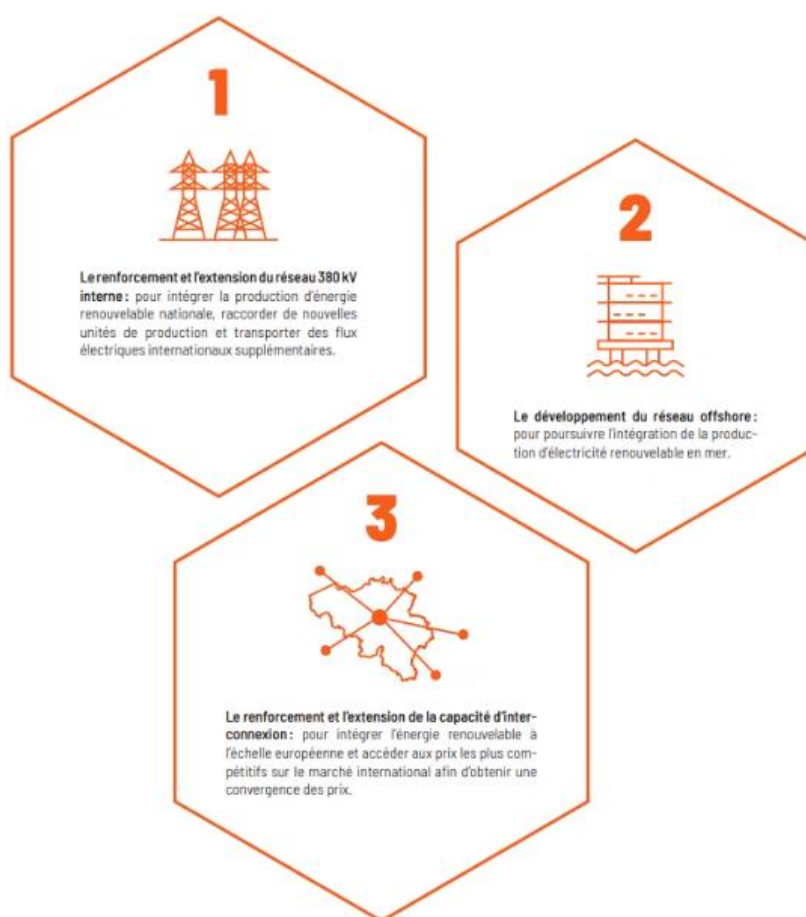 1
Le renforcement et l'extension du réseau 380 kV
interne : pour intégrer la production d'énergie
renouvelable nationale, raccorder de nouvelles
unités de production et transporter des flux
électriques internationaux supplémentaires.
2
Le développement du réseau offshore :
pour poursuivre l'intégration de la produc-
tion d'électricité renouvelable en mer.
3
Le renforcement et l'extension de la capacité d'inter-
connexion : pour intégrer l'énergie renouvelable à
l'échelle européenne et accéder aux prix les plus com-
pétitifs sur le marché international afin d'obtenir une
convergence des prix.